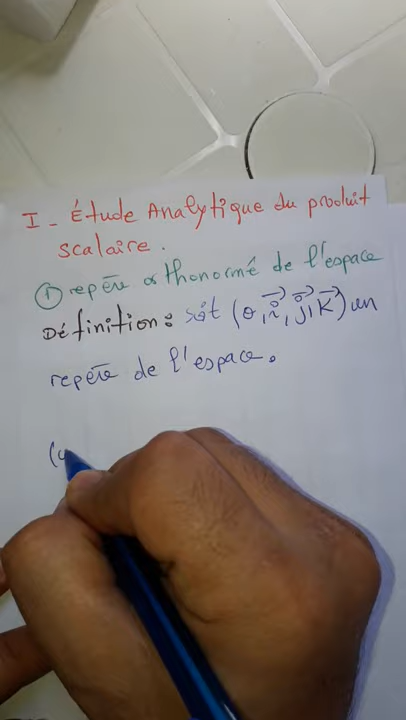 I - Étude Analytique du produit
scalaire.
① repère orthonormé de l'espace
Définition : soit (o, i⃗, j⃗, k⃗) un
repère de l'espace.
(o